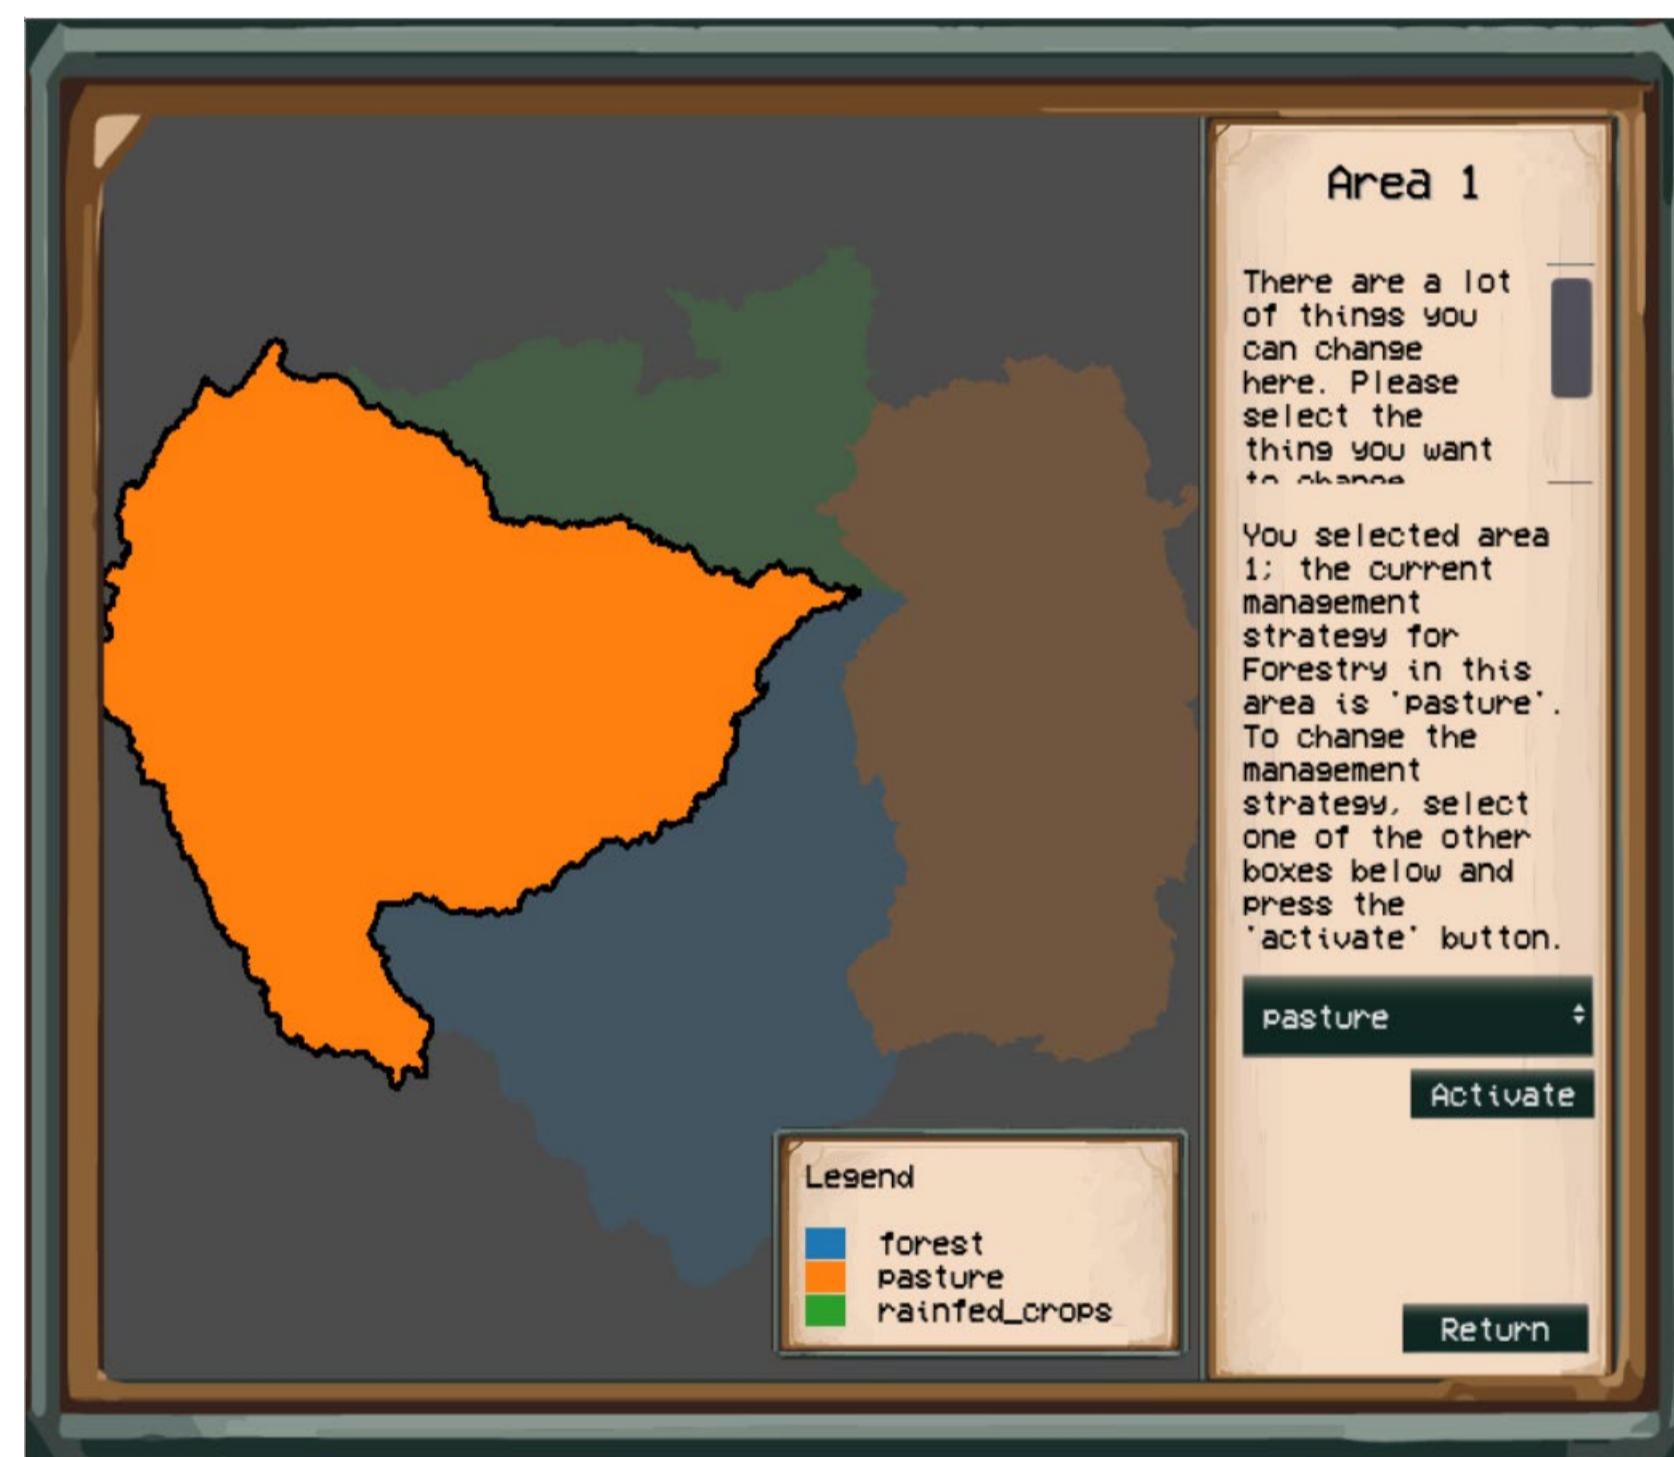 Area 1
There are a lot
of things you
can change
here. Please
select the
thing you want
to change
You selected area
1; the current
management
strategy for
Forestry in this
area is 'pasture'.
To change the
management
strategy, select
one of the other
boxes below and
press the
'activate' button.
pasture
Activate
Legend
forest
pasture
rainfed_crops
Return